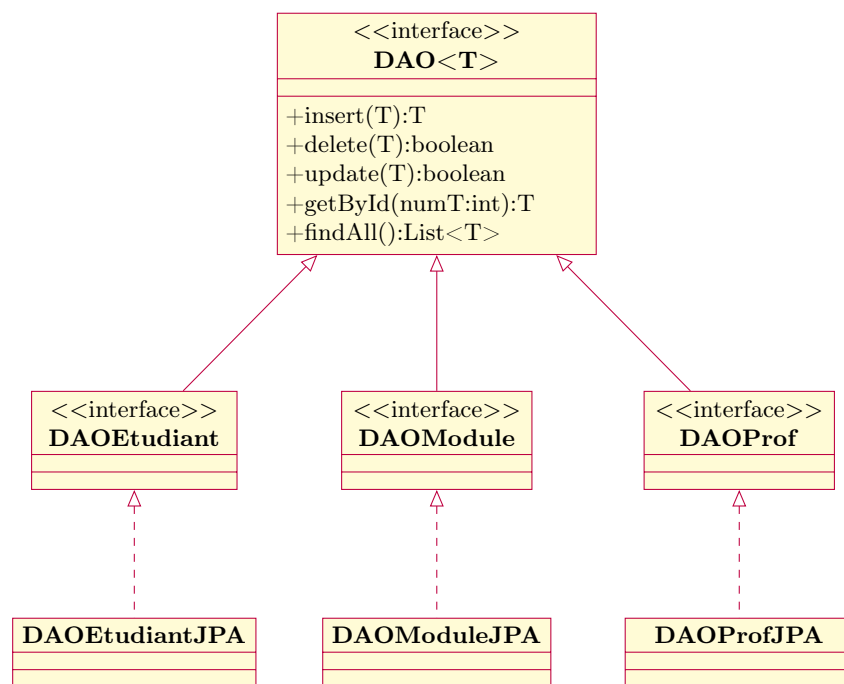 <<interface>>
DAO<T>
+insert(T):T
+delete(T):boolean
+update(T):boolean
+getById(numT:int):T
+findAll():List<T>
<<interface>>
DAOEtudiant
<<interface>>
DAOModule
<<interface>>
DAOProf
DAOEtudiantJPA
DAOModuleJPA
DAOProfJPA